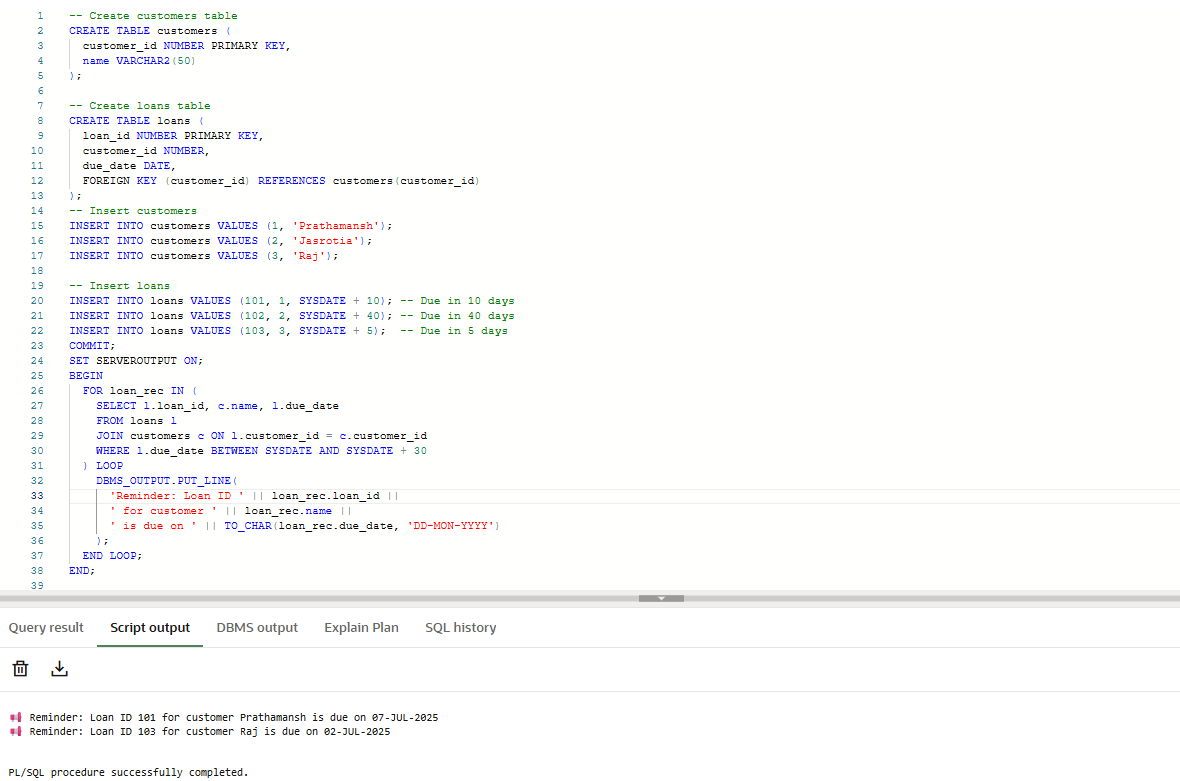 1 -- Create customers table
2 CREATE TABLE customers (
3 customer_id NUMBER PRIMARY KEY,
4 name VARCHAR2(50)
5 );
6
7 -- Create loans table
8 CREATE TABLE loans (
9 loan_id NUMBER PRIMARY KEY,
10 customer_id NUMBER,
11 due_date DATE,
12 FOREIGN KEY (customer_id) REFERENCES customers(customer_id)
13 );
14 -- Insert customers
15 INSERT INTO customers VALUES (1, 'Prathamansh');
16 INSERT INTO customers VALUES (2, 'Jasrotia');
17 INSERT INTO customers VALUES (3, 'Raj');
18
19 -- Insert loans
20 INSERT INTO loans VALUES (101, 1, SYSDATE + 10); -- Due in 10 days
21 INSERT INTO loans VALUES (102, 2, SYSDATE + 40); -- Due in 40 days
22 INSERT INTO loans VALUES (103, 3, SYSDATE + 5); -- Due in 5 days
23 COMMIT;
24 SET SERVEROUTPUT ON;
25 BEGIN
26 FOR loan_rec IN (
27 SELECT l.loan_id, c.name, l.due_date
28 FROM loans l
29 JOIN customers c ON l.customer_id = c.customer_id
30 WHERE l.due_date BETWEEN SYSDATE AND SYSDATE + 30
31 ) LOOP
32 DBMS_OUTPUT.PUT_LINE(
33 'Reminder: Loan ID ' || loan_rec.loan_id ||
34 ' for customer ' || loan_rec.name ||
35 ' is due on ' || TO_CHAR(loan_rec.due_date, 'DD-MON-YYYY')
36 );
37 END LOOP;
38 END;
39
Query result Script output DBMS output Explain Plan SQL history
Reminder: Loan ID 101 for customer Prathamansh is due on 07-JUL-2025
Reminder: Loan ID 103 for customer Raj is due on 02-JUL-2025
PL/SQL procedure successfully completed.